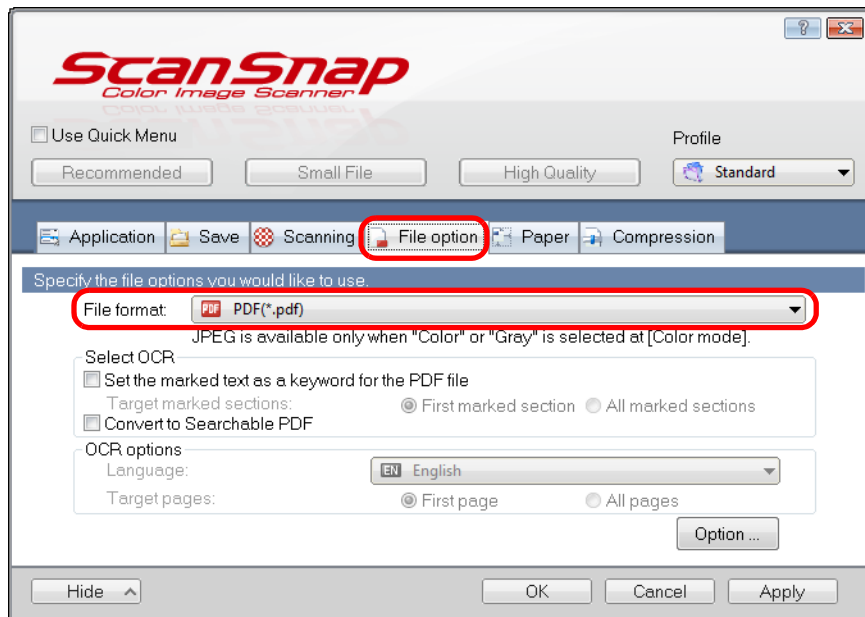 ScanSnap
Color Image Scanner
Use Quick Menu
Profile
Recommended Small File High Quality Standard
Application Save Scanning File option Paper Compression
Specify the file options you would like to use.
File format: PDF PDF(*.pdf)
JPEG is available only when "Color" or "Gray" is selected at [Color mode].
Select OCR
Set the marked text as a keyword for the PDF file
Target marked sections: First marked section All marked sections
Convert to Searchable PDF
OCR options
Language: EN English
Target pages: First page All pages
Option ...
Hide OK Cancel Apply